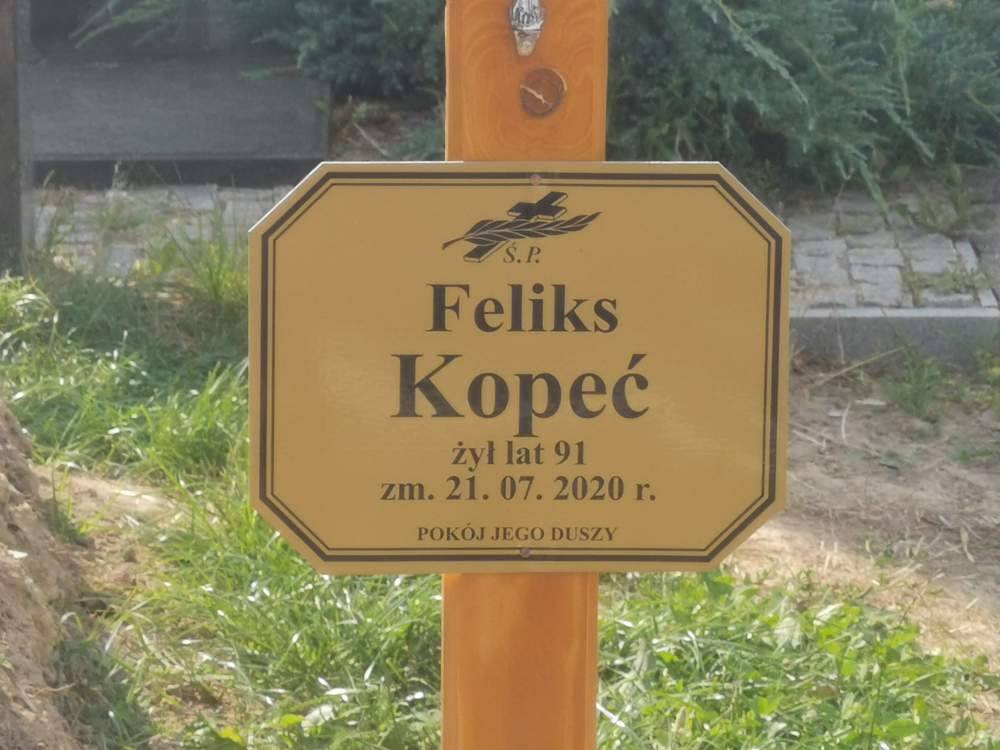 Ś. P.
Feliks
Kopeć
żył lat 91
zm. 21. 07. 2020 r.
POKÓJ JEGO DUSZY